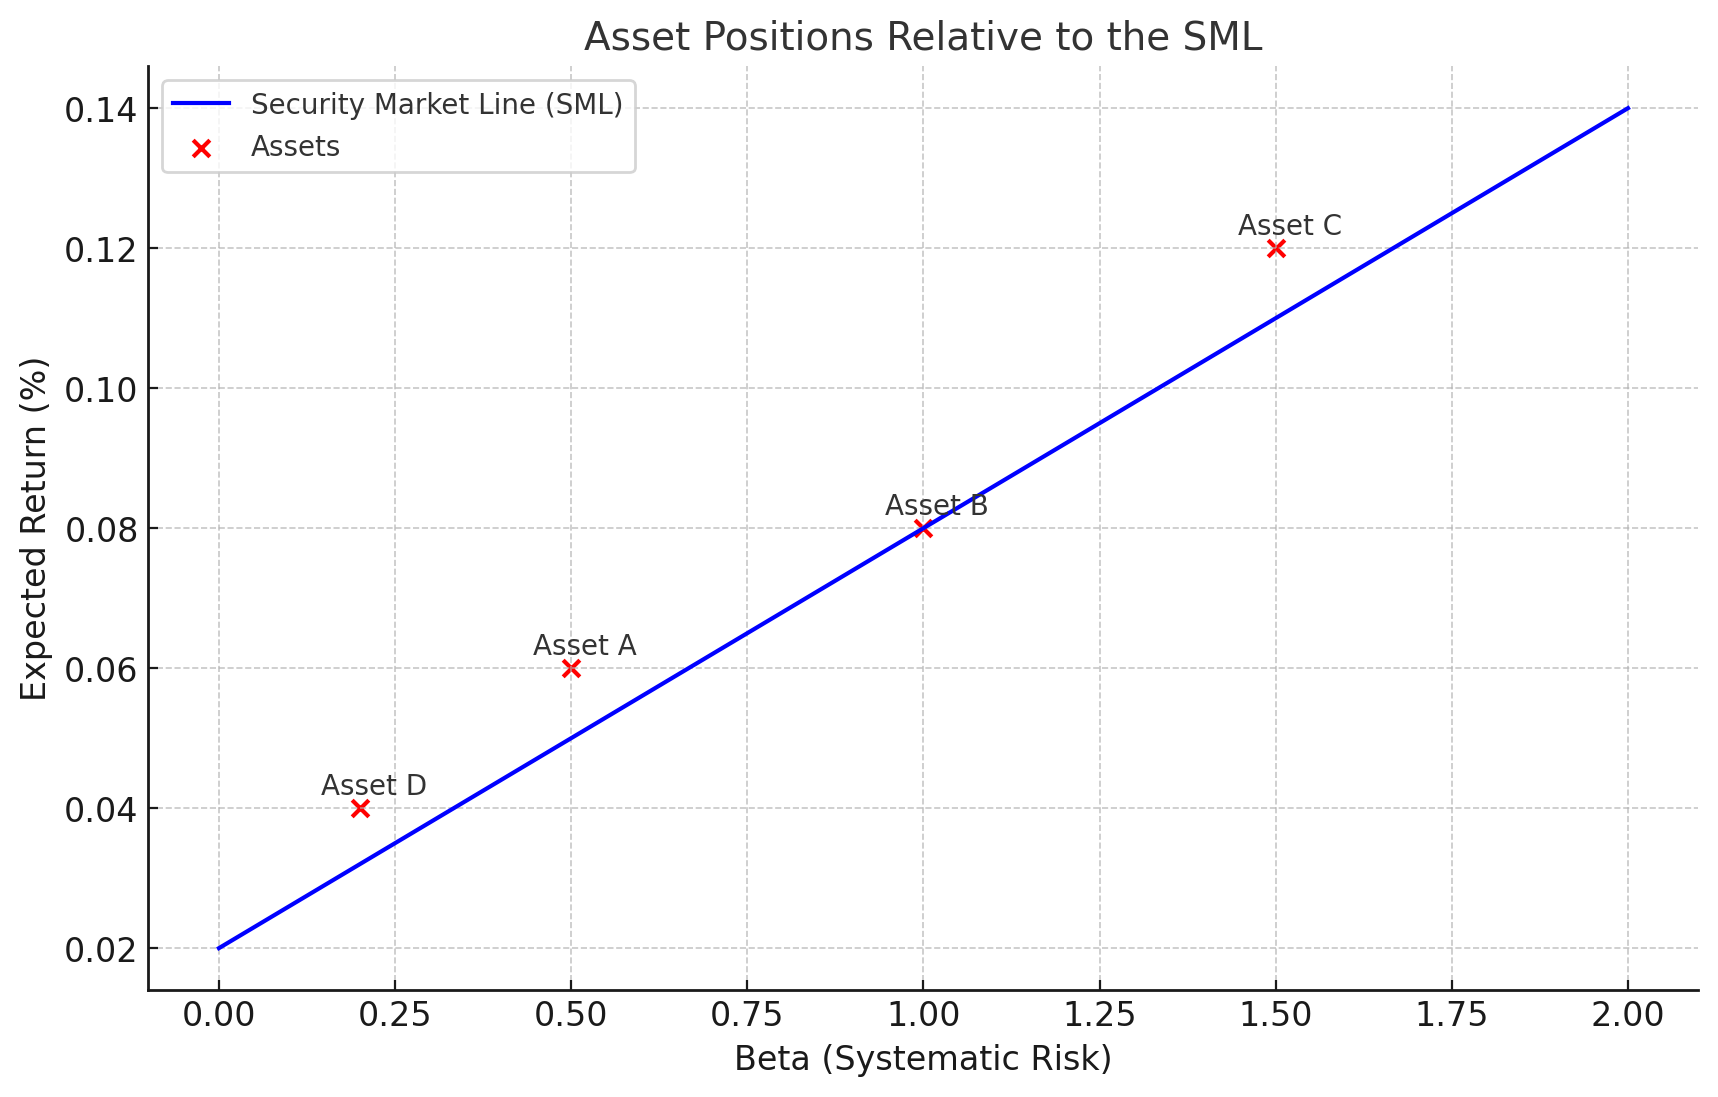 Asset Positions Relative to the SML
Security Market Line (SML)
Assets
0.14
0.12
0.10
0.08
0.06
0.04
0.02
Expected Return (%)
Asset C
Asset B
Asset A
Asset D
0.00 0.25 0.50 0.75 1.00 1.25 1.50 1.75 2.00
Beta (Systematic Risk)